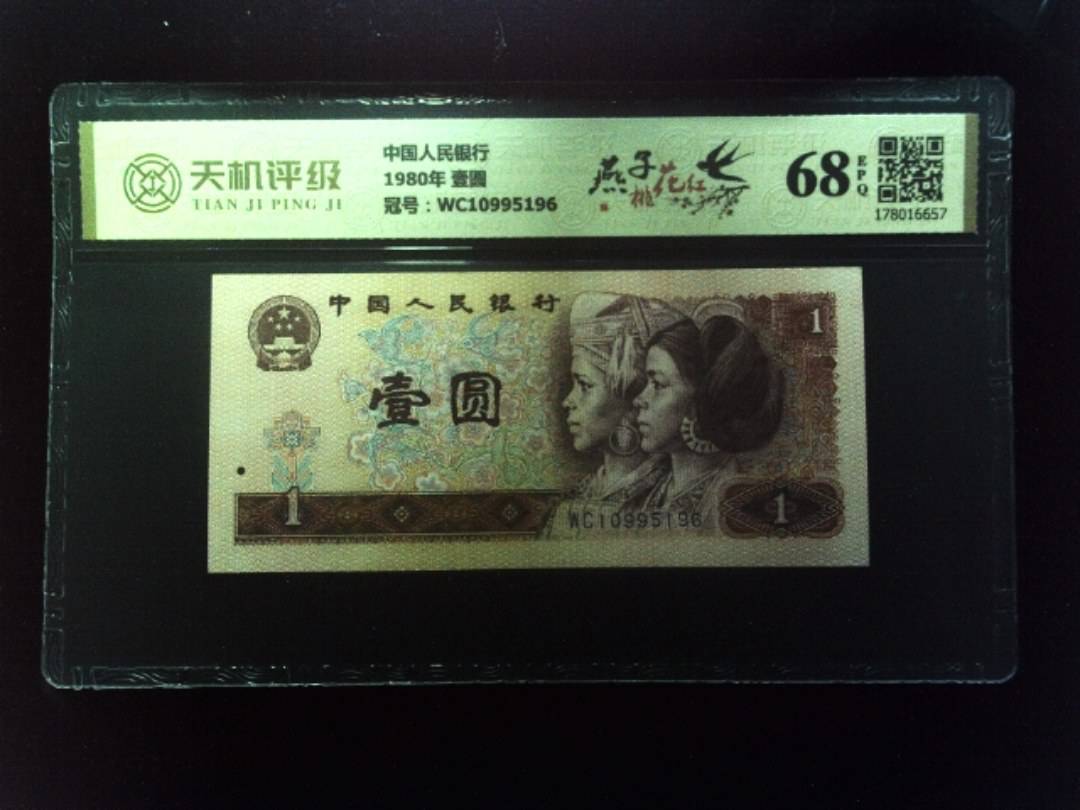 天机评级
TIAN JI PING JI
中国人民银行
1980年 壹圆
冠号：WC10995196
燕子
桃花红
68
EPQ
178016657
中国人民银行
1
壹圆
1
WC10995196
1